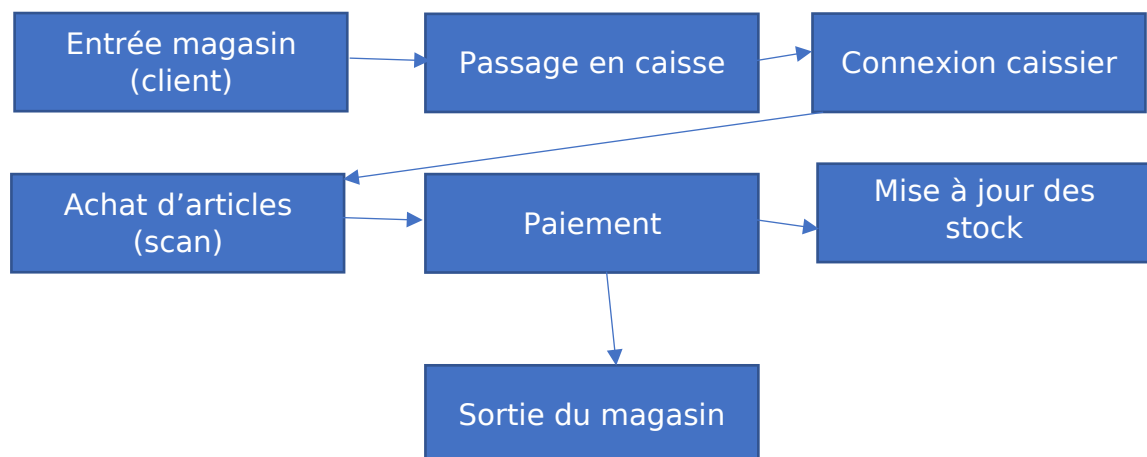 Entrée magasin
(client)
Passage en caisse
Connexion caissier
Achat d’articles
(scan)
Paiement
Mise à jour des
stock
Sortie du magasin